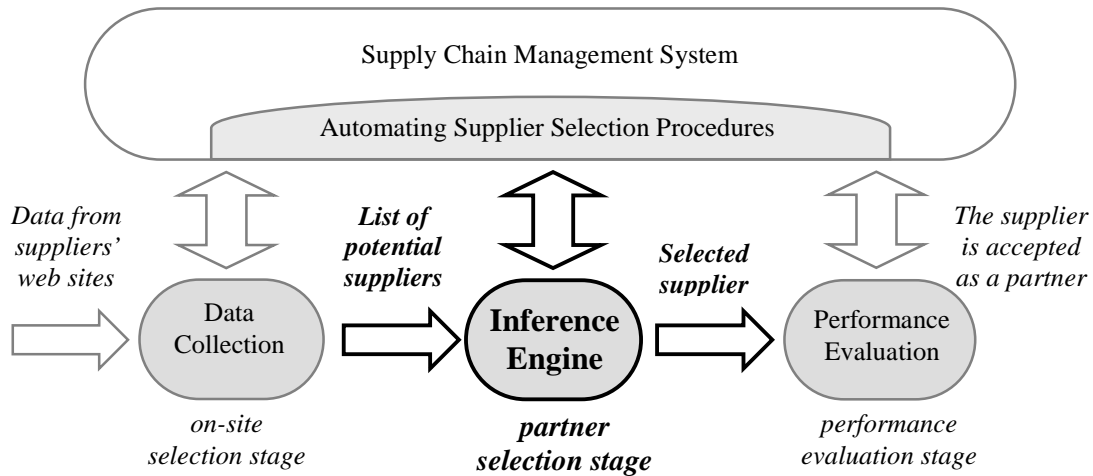 Supply Chain Management System
Automating Supplier Selection Procedures
Data from
suppliers’
web sites
List of
potential
suppliers
Selected
supplier
The supplier
is accepted
as a partner
Data
Collection
Inference
Engine
Performance
Evaluation
on-site
selection stage
partner
selection stage
performance
evaluation stage